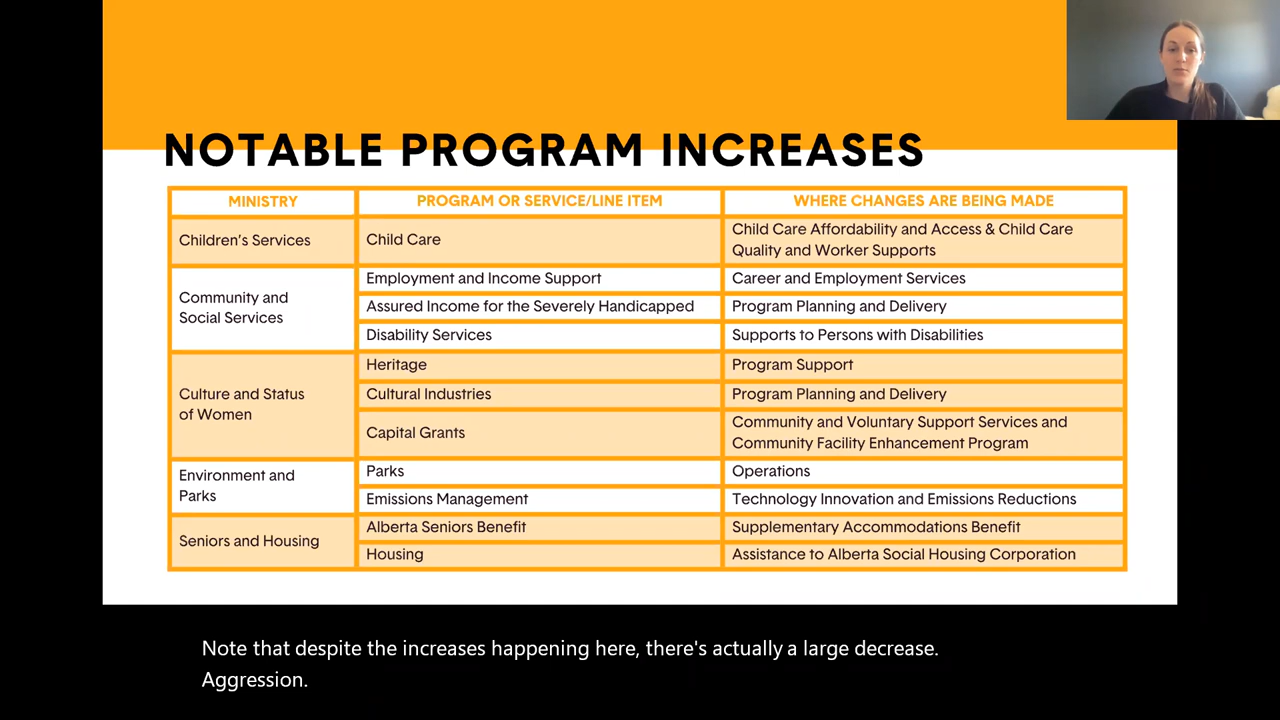 NOTABLE PROGRAM INCREASES
MINISTRY
PROGRAM OR SERVICE/LINE ITEM
WHERE CHANGES ARE BEING MADE
Children's Services
Child Care
Child Care Affordability and Access & Child Care
Quality and Worker Supports
Community and
Social Services
Employment and Income Support
Career and Employment Services
Assured Income for the Severely Handicapped
Program Planning and Delivery
Disability Services
Supports to Persons with Disabilities
Culture and Status
of Women
Heritage
Program Support
Cultural Industries
Program Planning and Delivery
Capital Grants
Community and Voluntary Support Services and
Community Facility Enhancement Program
Environment and
Parks
Parks
Operations
Emissions Management
Technology Innovation and Emissions Reductions
Seniors and Housing
Alberta Seniors Benefit
Supplementary Accommodations Benefit
Housing
Assistance to Alberta Social Housing Corporation
Note that despite the increases happening here, there's actually a large decrease.
Aggression.